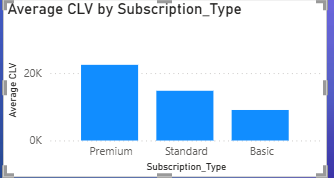 Average CLV by Subscription_Type
Average CLV
20K
0K
Premium Standard Basic
Subscription_Type